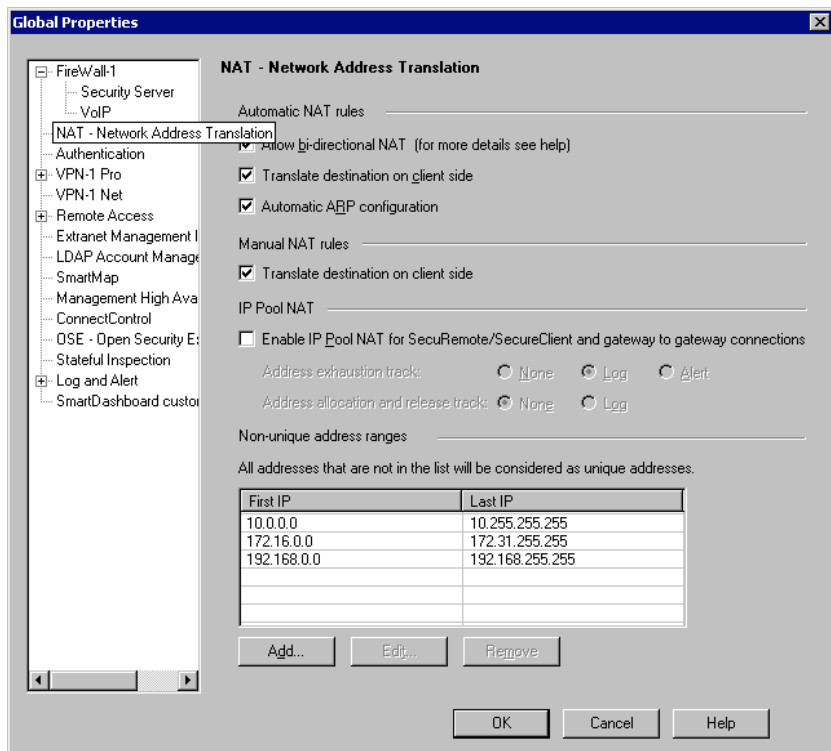 Global Properties
FireWall-1
Security Server
VoIP
NAT - Network Address Translation
Authentication
VPN-1 Pro
VPN-1 Net
Remote Access
Extranet Management I
LDAP Account Manage
SmartMap
Management High Ava
ConnectControl
OSE - Open Security E
Stateful Inspection
Log and Alert
SmartDashboard custor
NAT - Network Address Translation
Automatic NAT rules
Allow bi-directional NAT (for more details see help)
Translate destination on client side
Automatic ARP configuration
Manual NAT rules
Translate destination on client side
IP Pool NAT
Enable IP Pool NAT for SecuRemote/SecureClient and gateway to gateway connections
Address exhaustion track: None Log Alert
Address allocation and release track: None Log
Non-unique address ranges
All addresses that are not in the list will be considered as unique addresses.
First IP Last IP
10.0.0.0 10.255.255.255
172.16.0.0 172.31.255.255
192.168.0.0 192.168.255.255
Add... Edit... Remove
OK Cancel Help